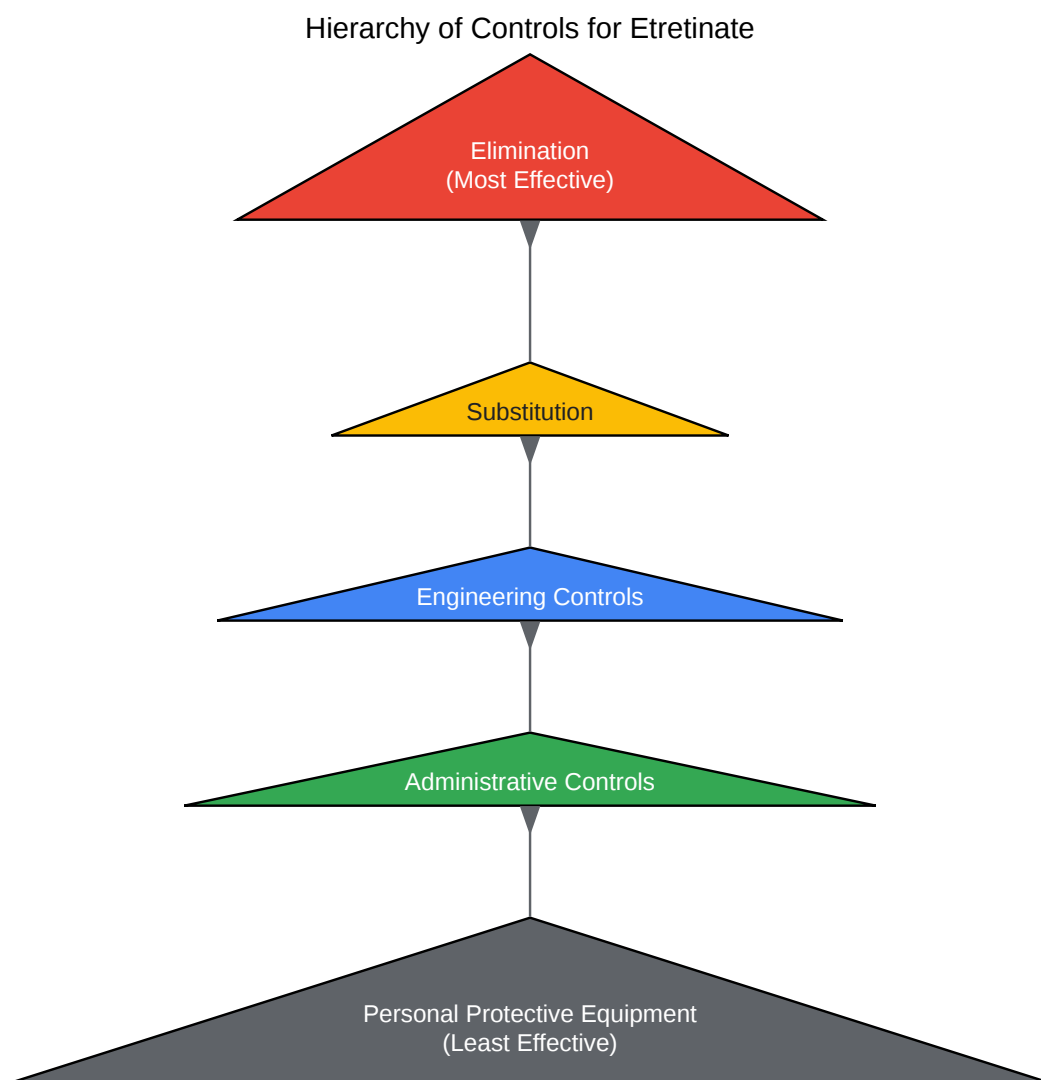 Hierarchy of Controls for Etretinate
Elimination
(Most Effective)
Substitution
Engineering Controls
Administrative Controls
Personal Protective Equipment
(Least Effective)